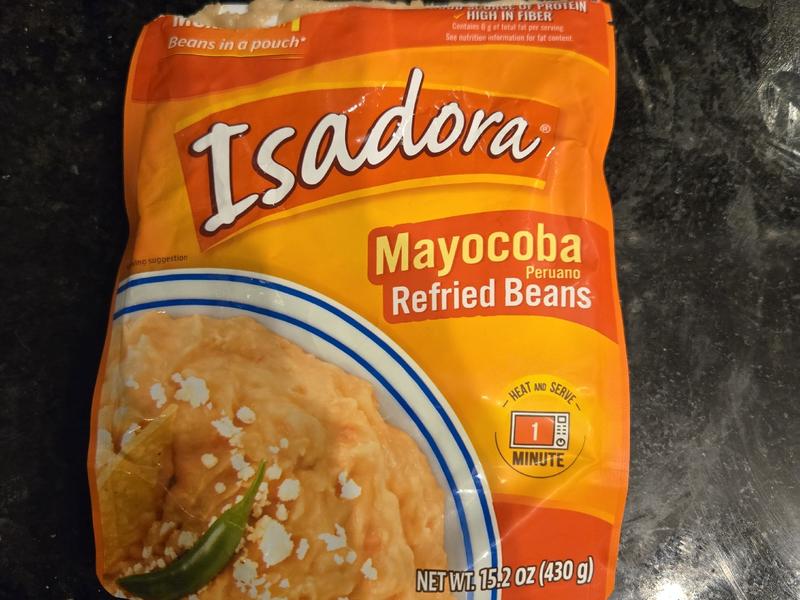 Beans in a pouch*
HIGH IN FIBER
Contains 6 g of total fat per serving
See nutrition information for fat content.
Isadora®
Mayocoba
Peruano
Refried Beans
suggestion
HEAT AND SERVE
1
MINUTE
NET WT. 15.2 oz (430 g)